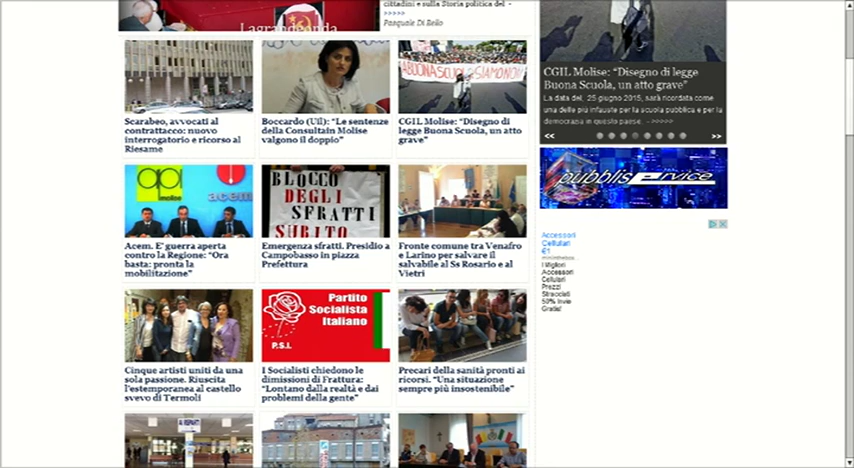 cittadini e sulla Storia politica del -
>>>>>
Pasquale Di Bello
Lagrandeonda
Scarabeo, avvocati al
contrattacco: nuovo
interrogatorio e ricorso al
Riesame
Boccardo (Uil): “Le sentenze
della Consultain Molise
valgono il doppio”
ABUONA SCUOLA SIAMO NOI
CGIL Molise: “Disegno di
legge Buona Scuola, un atto
grave”
CGIL Molise: “Disegno di legge
Buona Scuola, un atto grave”
La data del, 25 giugno 2015, sarà ricordata come
una delle più infauste per la scuola pubblica e per la
democrazia in questo paese. - >>>>>
<< >>
pubbliservice
acem
Acem. E’ guerra aperta
contro la Regione: “Ora
basta: pronta la
mobilitazione”
BLOCCO
DEGLI
SFRATTI
SUBITO
Emergenza sfratti. Presidio a
Campobasso in piazza
Prefettura
Fronte comune tra Venafro
e Larino per salvare il
salvabile al Ss Rosario e al
Vietri
Accessori
Cellulari
€1
I Migliori
Accessori
Cellulari
Prezzi
Stracciati
50% Invio
Gratis!
Cinque artisti uniti da una
sola passione. Riuscita
l’estemporanea al castello
svevo di Termoli
Partito
Socialista
Italiano
P.S.I.
I Socialisti chiedono le
dimissioni di Frattura:
“Lontano dalla realtà e dai
problemi della gente”
Precari della sanità pronti ai
ricorsi. “Una situazione
sempre più insostenibile”